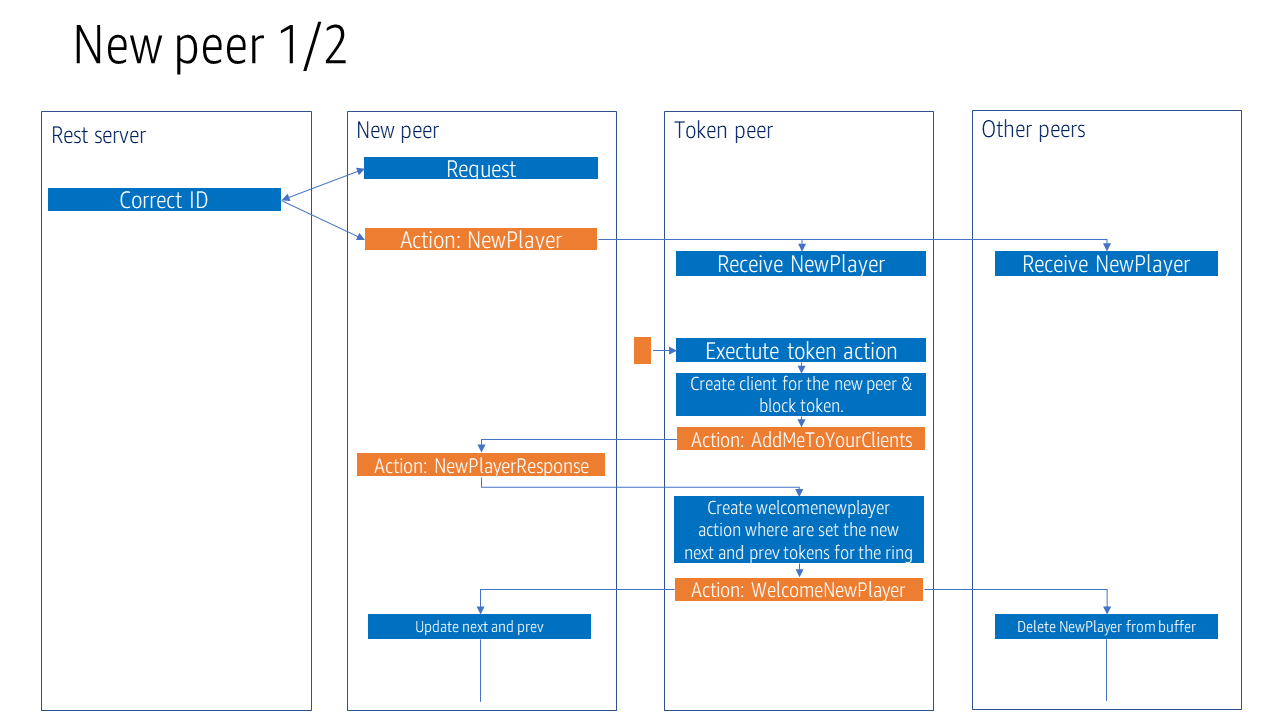 New peer 1/2
Rest server
New peer
Token peer
Other peers
Request
Correct ID
Action: NewPlayer
Receive NewPlayer
Receive NewPlayer
Exectute token action
Create client for the new peer &
block token.
Action: AddMeToYourClients
Action: NewPlayerResponse
Create welcomenewplayer
action where are set the new
next and prev tokens for the ring
Action: WelcomeNewPlayer
Update next and prev
Delete NewPlayer from buffer